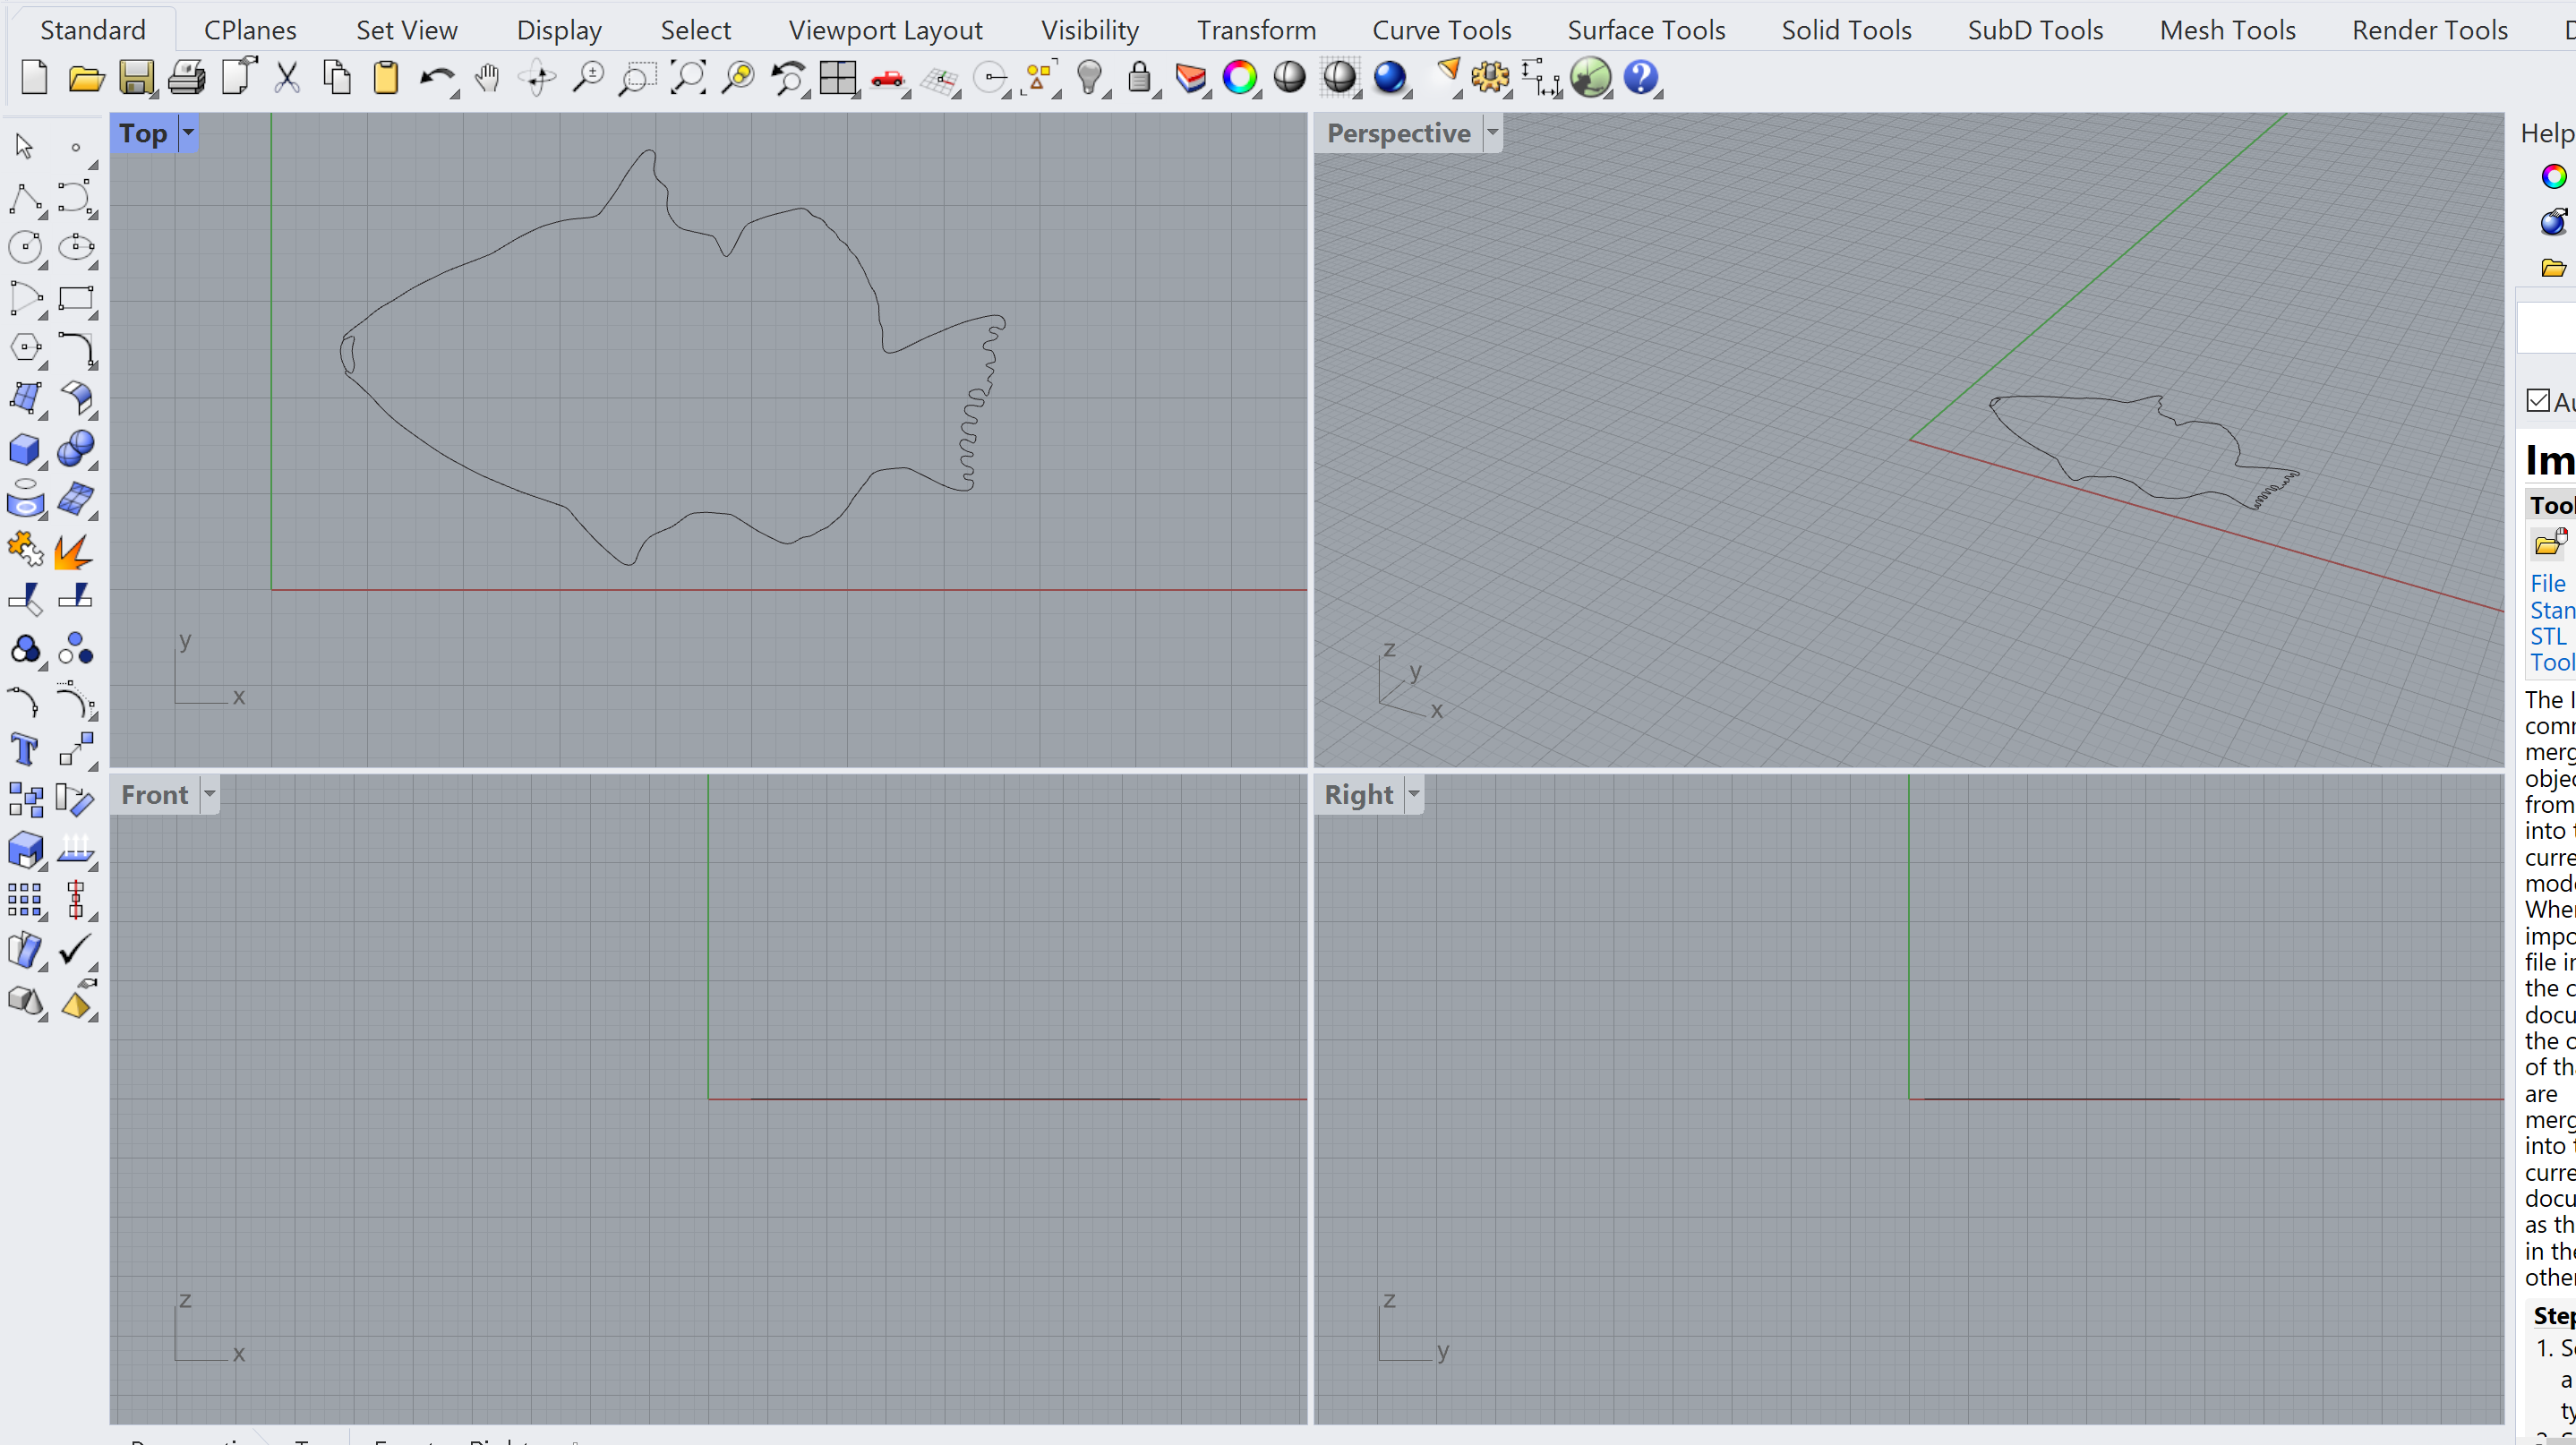 Standard CPlanes Set View Display Select Viewport Layout Visibility Transform Curve Tools Surface Tools Solid Tools SubD Tools Mesh Tools Render Tools
Top
Perspective
y
x
z
y
x
Front
Right
z
x
z
y
Help
Au
Im
Tool
File
Stan
STL
Tool
The I
comm
merg
objec
from
into t
curre
mode
Wher
impo
file in
the c
docu
the o
of tha
are
merg
into t
curre
docu
as th
in the
other
Step
1. Se
a
ty